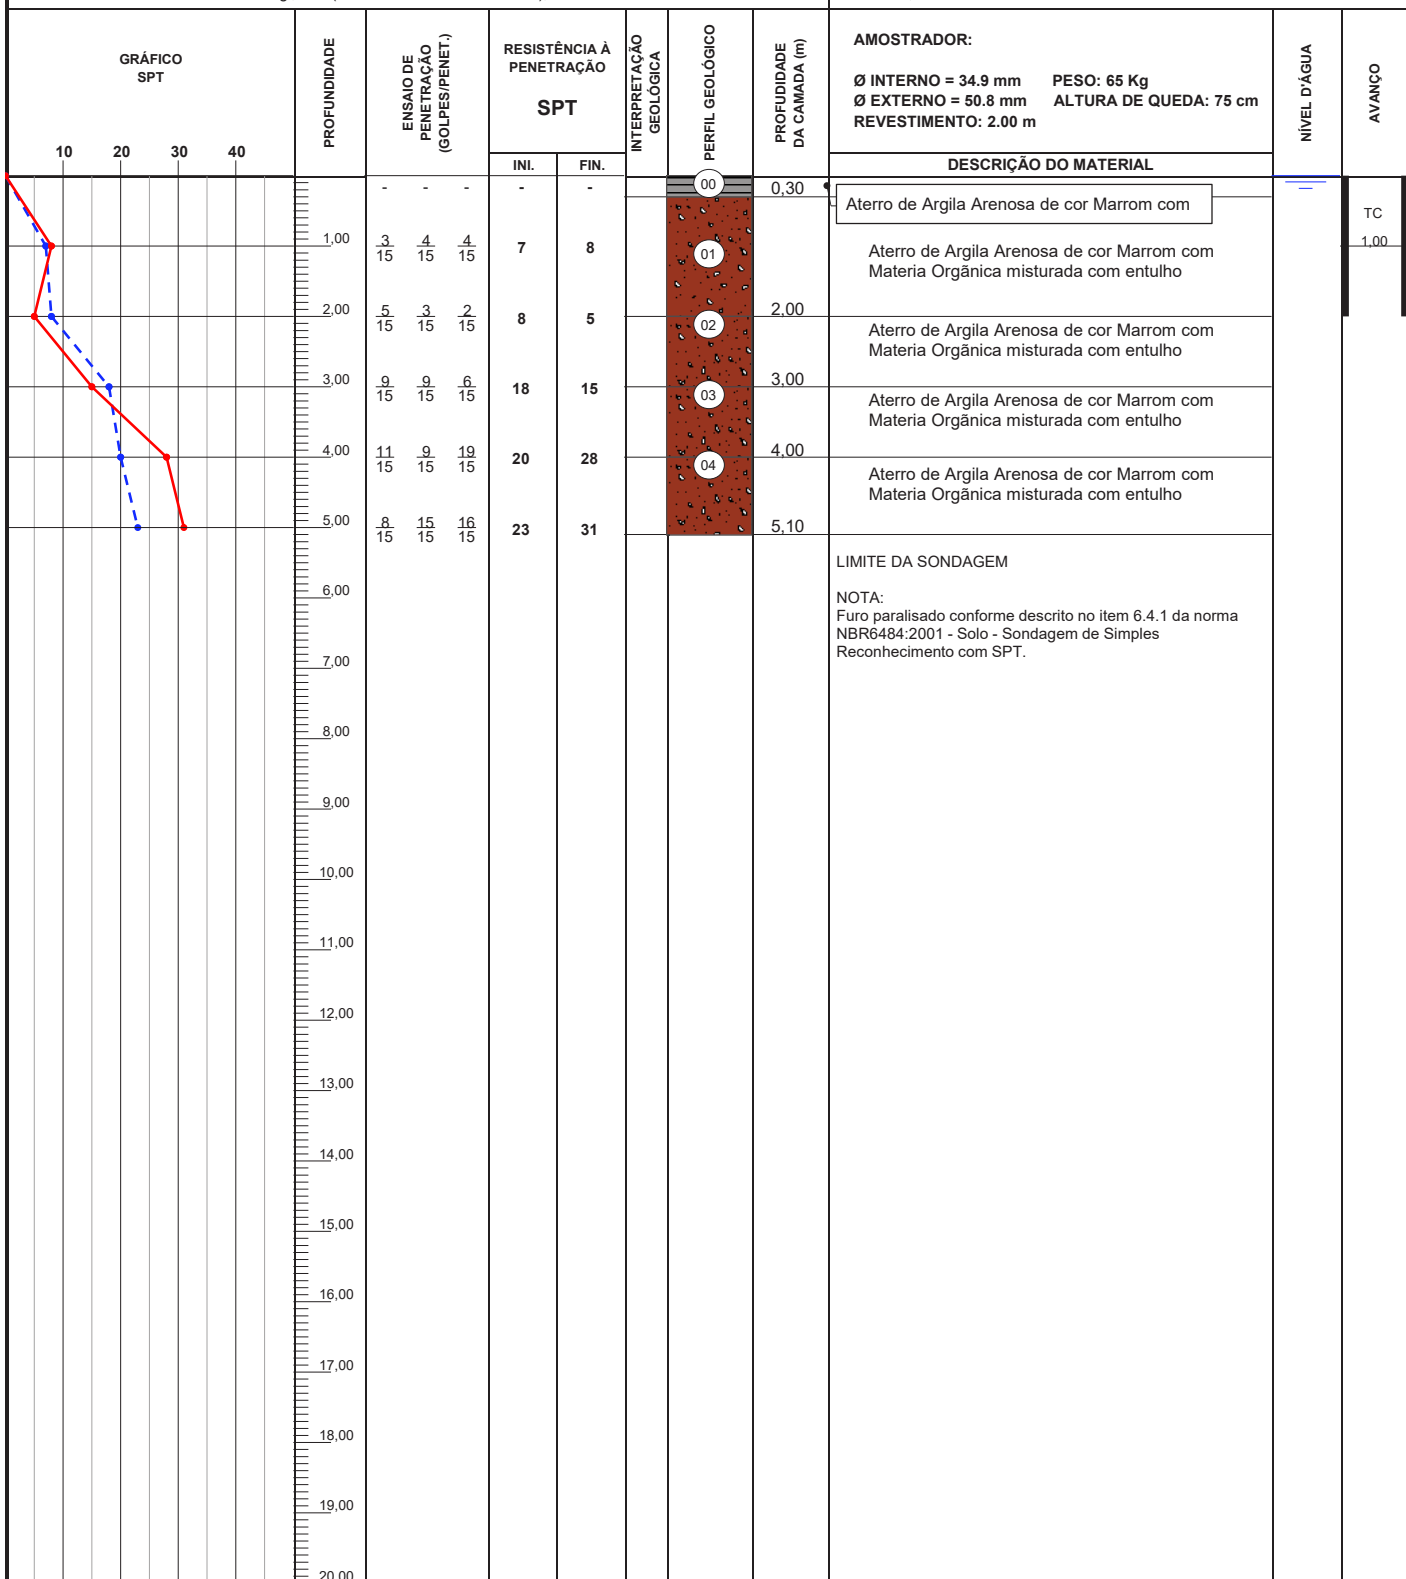 GRÁFICO
SPT
10 20 30 40
PROFUNDIDADE
ENSAIO DE
PENETRAÇÃO
(GOLPES/PENET.)
RESISTÊNCIA À
PENETRAÇÃO
SPT
INI. FIN.
INTERPRETAÇÃO
GEOLÓGICA
PERFIL GEOLÓGICO
PROFUDIDADE
DA CAMADA (m)
AMOSTRADOR:
Ø INTERNO = 34.9 mm PESO: 65 Kg
Ø EXTERNO = 50.8 mm ALTURA DE QUEDA: 75 cm
REVESTIMENTO: 2.00 m
DESCRIÇÃO DO MATERIAL
NÍVEL D'ÁGUA
AVANÇO
- - - - - 00 0,30
Aterro de Argila Arenosa de cor Marrom com
TC
1,00
1,00 3/15 4/15 4/15 7 8 01
Aterro de Argila Arenosa de cor Marrom com
Materia Orgãnica misturada com entulho
2,00 5/15 3/15 2/15 8 5 02 2,00
Aterro de Argila Arenosa de cor Marrom com
Materia Orgãnica misturada com entulho
3,00 9/15 9/15 6/15 18 15 03 3,00
Aterro de Argila Arenosa de cor Marrom com
Materia Orgãnica misturada com entulho
4,00 11/15 9/15 19/15 20 28 04 4,00
Aterro de Argila Arenosa de cor Marrom com
Materia Orgãnica misturada com entulho
5,00 8/15 15/15 16/15 23 31 5,10
LIMITE DA SONDAGEM
NOTA:
Furo paralisado conforme descrito no item 6.4.1 da norma
NBR6484:2001 - Solo - Sondagem de Simples
Reconhecimento com SPT.
6,00
7,00
8,00
9,00
10,00
11,00
12,00
13,00
14,00
15,00
16,00
17,00
18,00
19,00
20,00